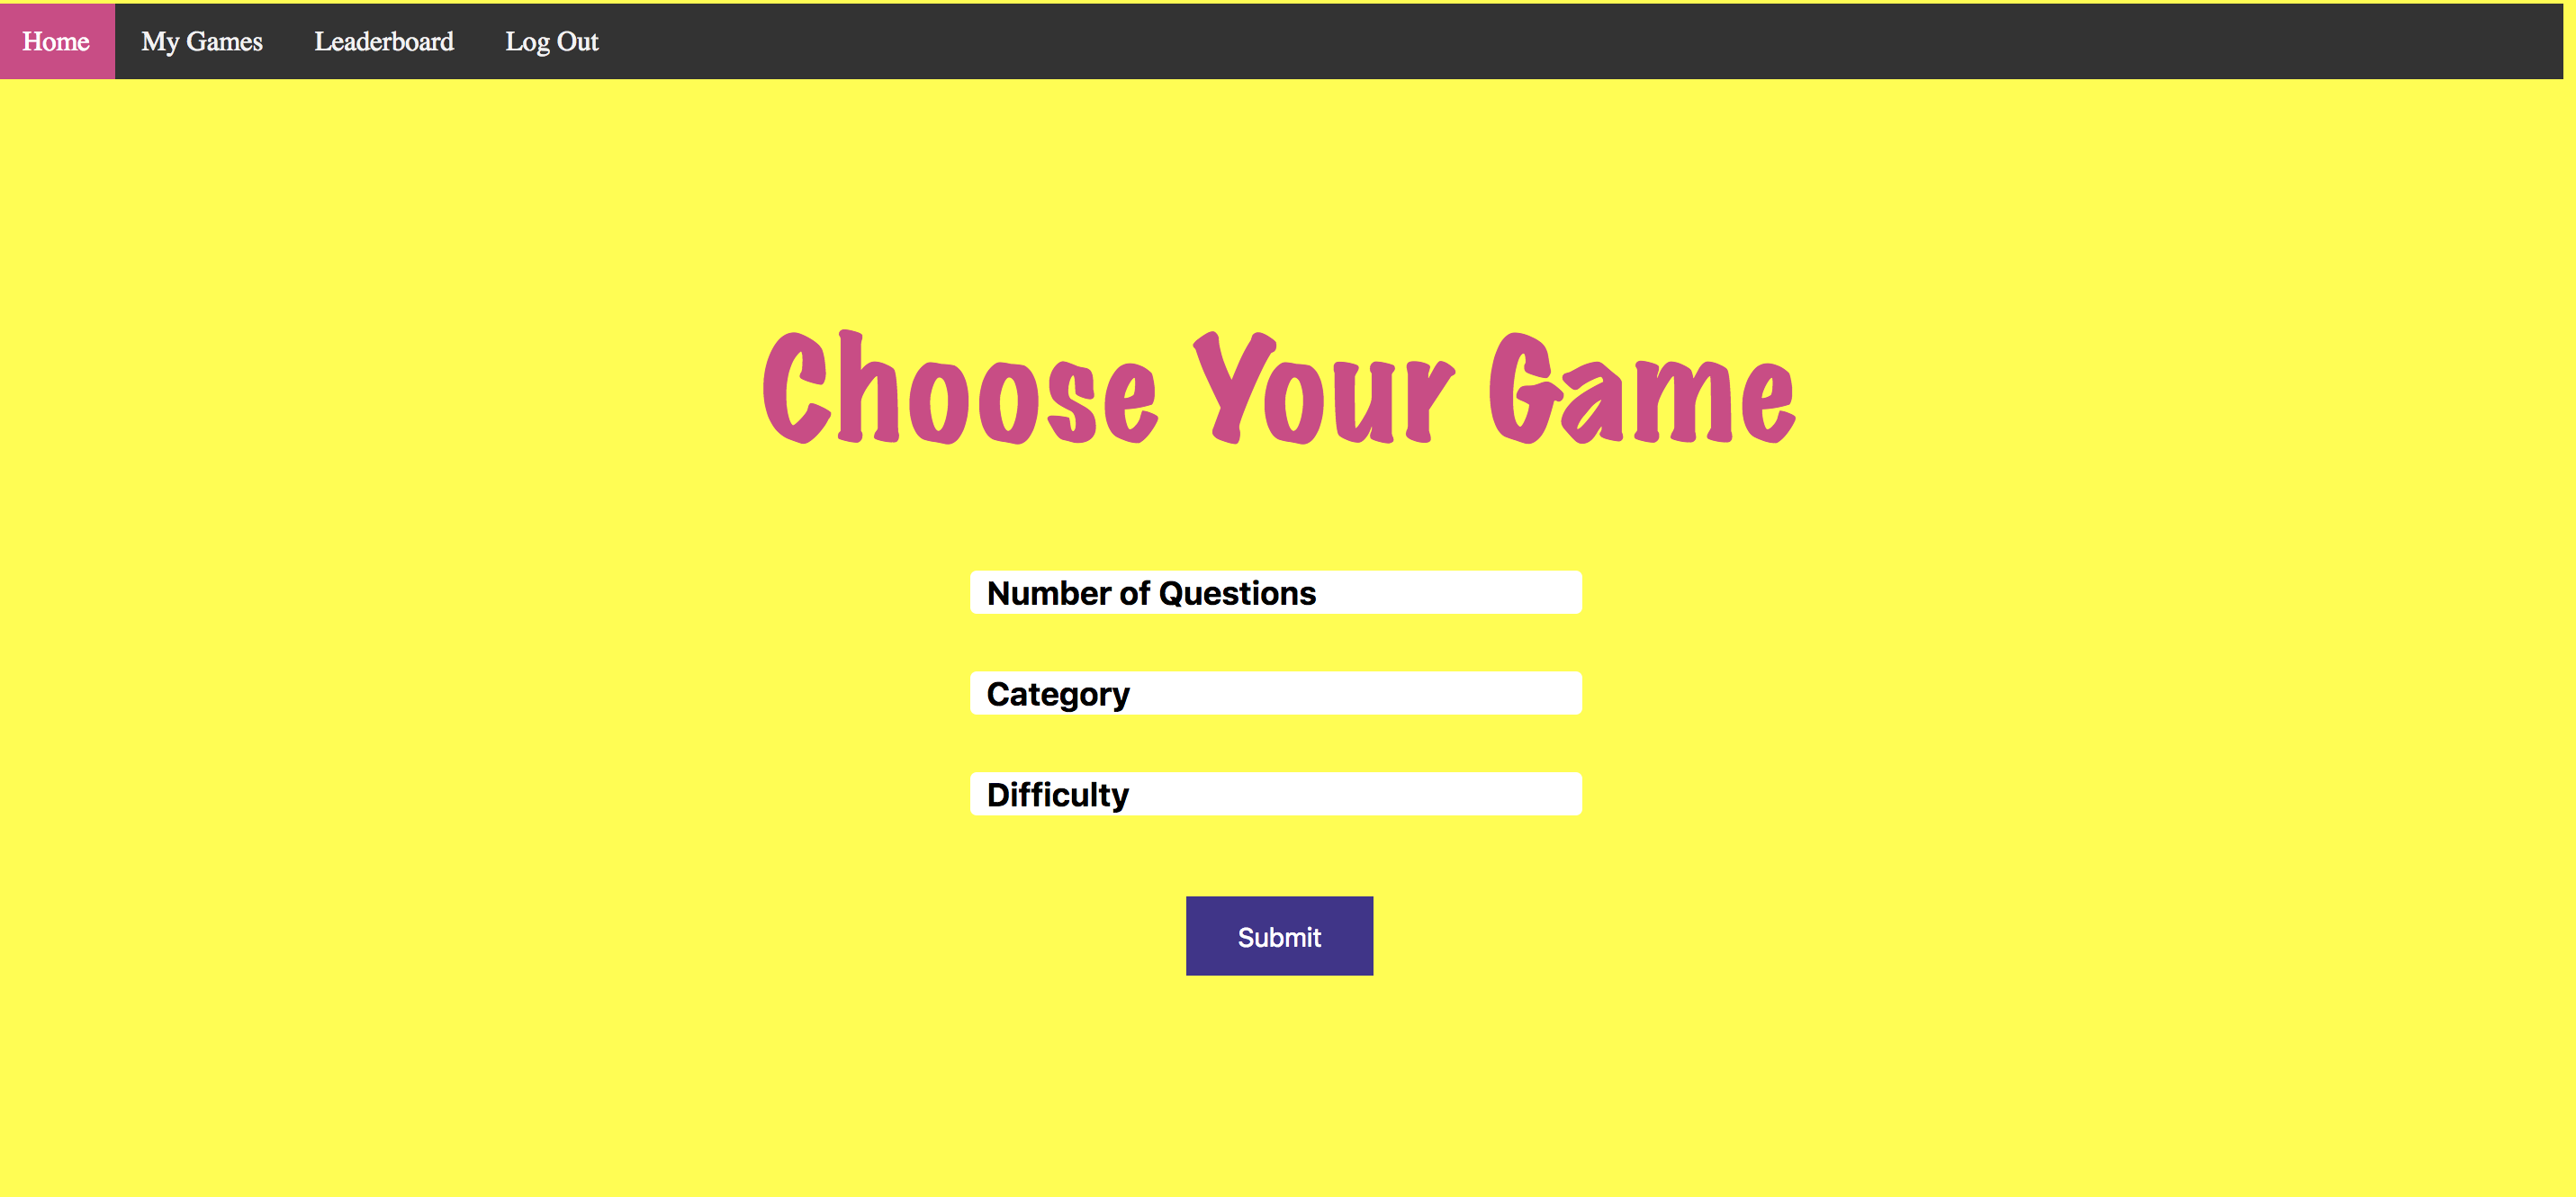 Home My Games Leaderboard Log Out
Choose Your Game
Number of Questions
Category
Difficulty
Submit